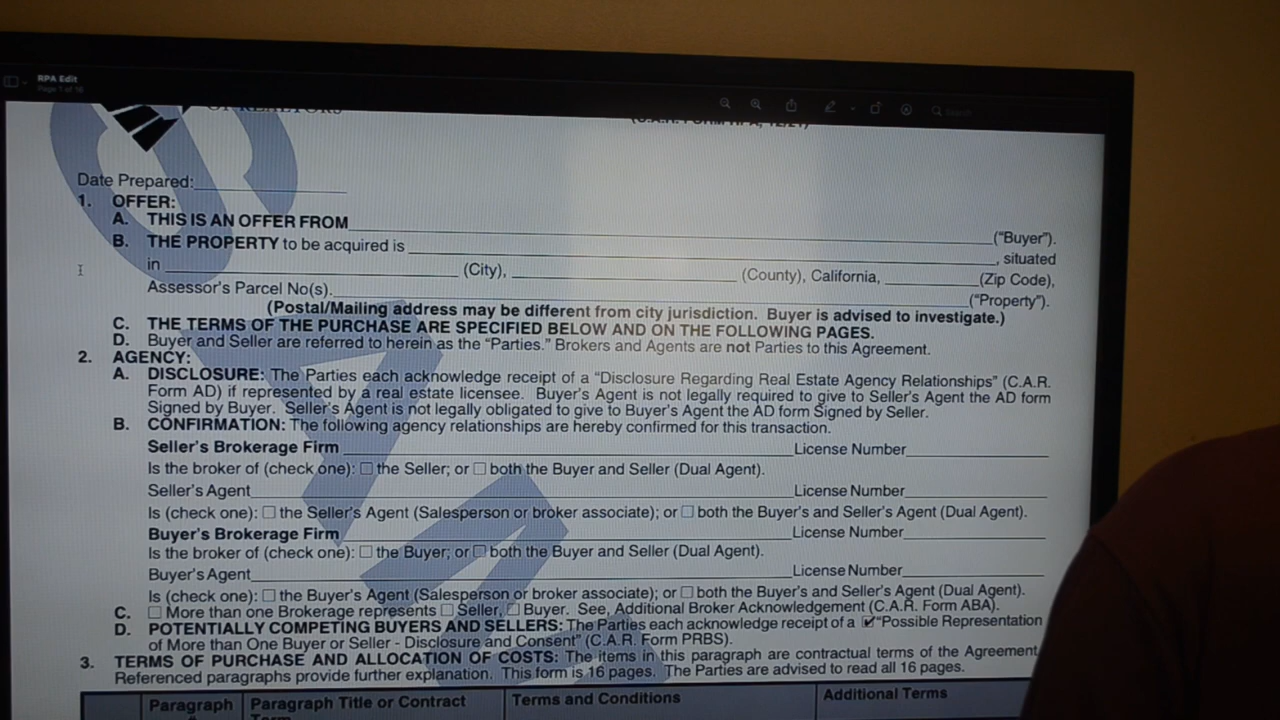 RPA Edit
Page 1 of 16
OF REALTORS
(C.A.R. FORM RPA, 12/21)
Search
Date Prepared:
1. OFFER:
A. THIS IS AN OFFER FROM ("Buyer").
B. THE PROPERTY to be acquired is , situated
in (City), (County), California, (Zip Code),
Assessor's Parcel No(s). ("Property").
(Postal/Mailing address may be different from city jurisdiction. Buyer is advised to investigate.)
C. THE TERMS OF THE PURCHASE ARE SPECIFIED BELOW AND ON THE FOLLOWING PAGES.
D. Buyer and Seller are referred to herein as the "Parties." Brokers and Agents are not Parties to this Agreement.
2. AGENCY:
A. DISCLOSURE: The Parties each acknowledge receipt of a "Disclosure Regarding Real Estate Agency Relationships" (C.A.R.
Form AD) if represented by a real estate licensee. Buyer's Agent is not legally required to give to Seller's Agent the AD form
Signed by Buyer. Seller's Agent is not legally obligated to give to Buyer's Agent the AD form Signed by Seller.
B. CONFIRMATION: The following agency relationships are hereby confirmed for this transaction.
Seller's Brokerage Firm License Number
Is the broker of (check one): ☐ the Seller; or ☐ both the Buyer and Seller (Dual Agent).
Seller's Agent License Number
Is (check one): ☐ the Seller's Agent (Salesperson or broker associate); or ☐ both the Buyer's and Seller's Agent (Dual Agent).
Buyer's Brokerage Firm License Number
Is the broker of (check one): ☐ the Buyer; or ☐ both the Buyer and Seller (Dual Agent).
Buyer's Agent License Number
Is (check one): ☐ the Buyer's Agent (Salesperson or broker associate); or ☐ both the Buyer's and Seller's Agent (Dual Agent).
C. ☐ More than one Brokerage represents ☐ Seller, ☐ Buyer. See, Additional Broker Acknowledgement (C.A.R. Form ABA).
D. POTENTIALLY COMPETING BUYERS AND SELLERS: The Parties each acknowledge receipt of a ☑ "Possible Representation
of More than One Buyer or Seller - Disclosure and Consent" (C.A.R. Form PRBS).
3. TERMS OF PURCHASE AND ALLOCATION OF COSTS: The items in this paragraph are contractual terms of the Agreement.
Referenced paragraphs provide further explanation. This form is 16 pages. The Parties are advised to read all 16 pages.
Paragraph Paragraph Title or Contract Terms and Conditions Additional Terms
# Term